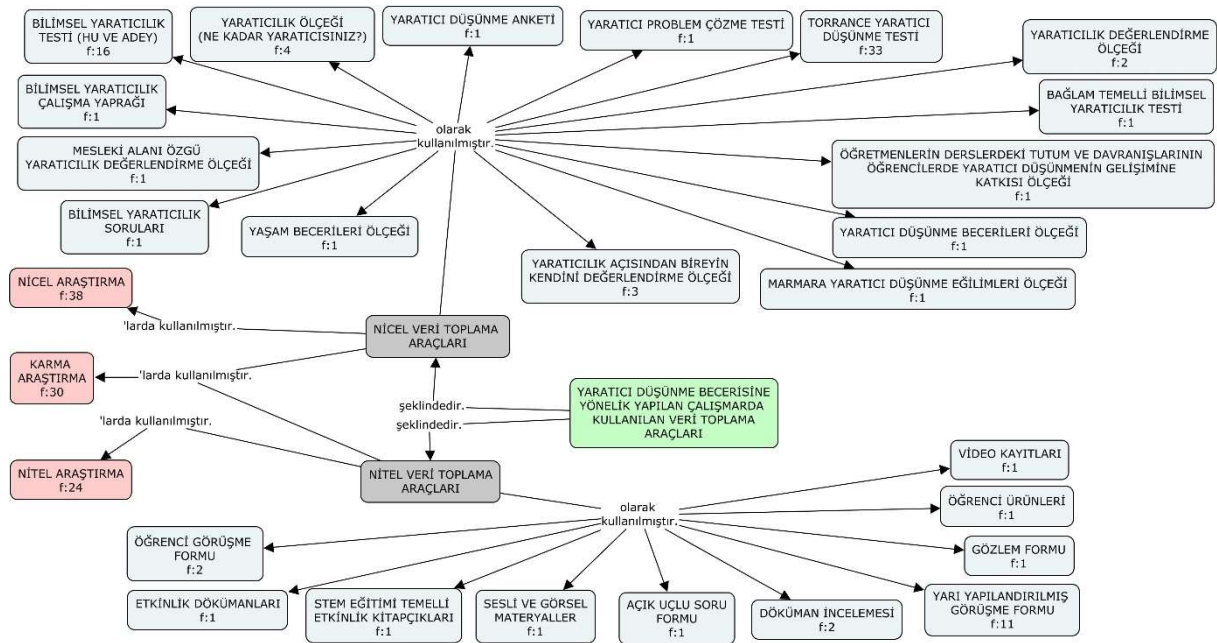 BİLİMSEL YARATICILIK
TESTİ (HU VE ADEY)
f:16
YARATICILIK ÖLÇEĞİ
(NE KADAR YARATICISINIZ?)
f:4
YARATICI DÜŞÜNME ANKETİ
f:1
YARATICI PROBLEM ÇÖZME TESTİ
f:1
TORRANCE YARATICI
DÜŞÜNME TESTİ
f:33
YARATICILIK DEĞERLENDİRME
ÖLÇEĞİ
f:2
BİLİMSEL YARATICILIK
ÇALIŞMA YAPRAĞI
f:1
BAĞLAM TEMELLİ BİLİMSEL
YARATICILIK TESTİ
f:1
olarak
kullanılmıştır.
MESLEKİ ALANI ÖZGÜ
YARATICILIK DEĞERLENDİRME ÖLÇEĞİ
f:1
ÖĞRETMENLERİN DERSLERDEKİ TUTUM VE DAVRANIŞLARININ
ÖĞRENCİLERDE YARATICI DÜŞÜNMENİN GELİŞİMİNE
KATKISI ÖLÇEĞİ
f:1
BİLİMSEL YARATICILIK
SORULARI
f:1
YAŞAM BECERİLERİ ÖLÇEĞİ
f:1
YARATICI DÜŞÜNME BECERİLERİ ÖLÇEĞİ
f:1
YARATICILIK AÇISINDAN BİREYİN
KENDİNİ DEĞERLENDİRME ÖLÇEĞİ
f:3
MARMARA YARATICI DÜŞÜNME EĞİLİMLERİ ÖLÇEĞİ
f:1
NİCEL ARAŞTIRMA
f:38
'larda kullanılmıştır.
NİCEL VERİ TOPLAMA
ARAÇLARI
KARMA
ARAŞTIRMA
f:30
'larda kullanılmıştır.
YARATICI DÜŞÜNME BECERİSİNE
YÖNELİK YAPILAN ÇALIŞMARDA
KULLANILAN VERİ TOPLAMA
ARAÇLARI
şeklindedir.
şeklindedir.
'larda kullanılmıştır.
NİTEL ARAŞTIRMA
f:24
NİTEL VERİ TOPLAMA
ARAÇLARI
VİDEO KAYITLARI
f:1
olarak
kullanılmıştır.
ÖĞRENCİ ÜRÜNLERİ
f:1
ÖĞRENCİ GÖRÜŞME
FORMU
f:2
GÖZLEM FORMU
f:1
ETKİNLİK DÖKÜMANLARI
f:1
STEM EĞİTİMİ TEMELLİ
ETKİNLİK KİTAPÇIKLARI
f:1
SESLİ VE GÖRSEL
MATERYALLER
f:1
AÇIK UÇLU SORU
FORMU
f:1
DÖKÜMAN İNCELEMESİ
f:2
YARI YAPILANDIRILMIŞ
GÖRÜŞME FORMU
f:11